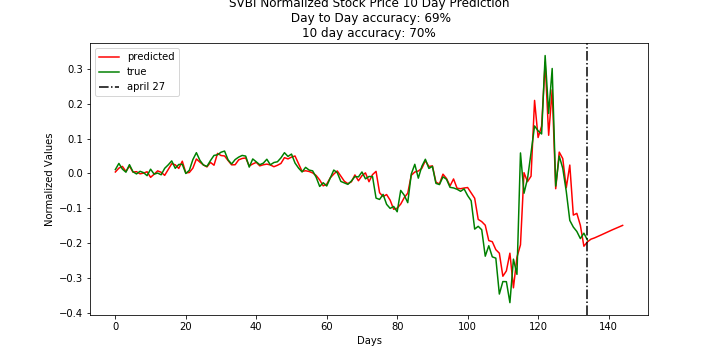 SVBI Normalized Stock Price 10 Day Prediction
Day to Day accuracy: 69%
10 day accuracy: 70%
predicted
true
april 27
Normalized Values
0.3
0.2
0.1
0.0
−0.1
−0.2
−0.3
−0.4
0 20 40 60 80 100 120 140
Days